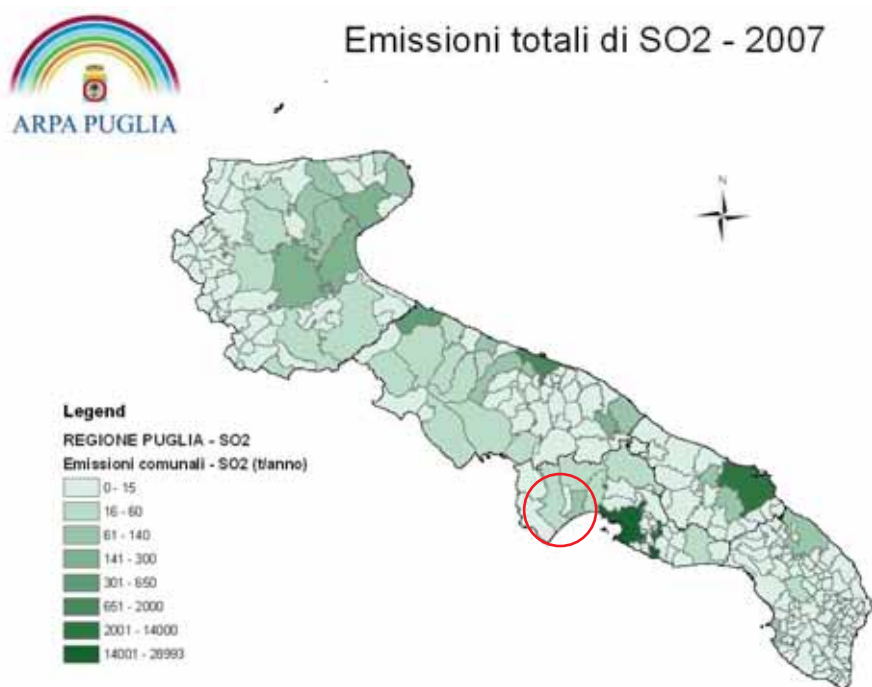 Emissioni totali di SO2 - 2007
ARPA PUGLIA
N
Legend
REGIONE PUGLIA - SO2
Emissioni comunali - SO2 (t/anno)
0 - 15
16 - 60
61 - 140
141 - 300
301 - 650
651 - 2000
2001 - 14000
14001 - 28993